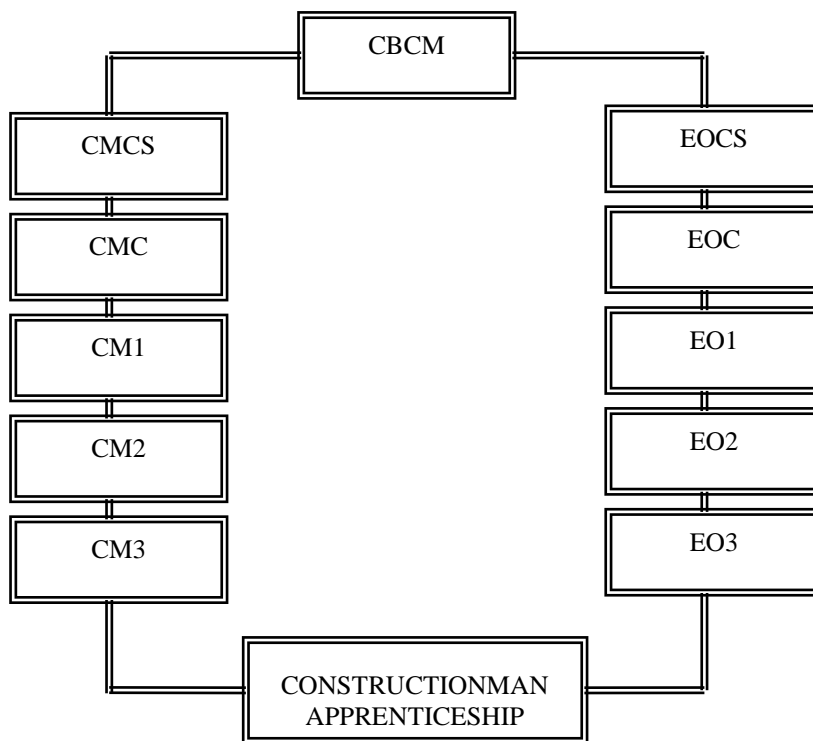 CBCM
CMCS
EOCS
CMC
EOC
CM1
EO1
CM2
EO2
CM3
EO3
CONSTRUCTIONMAN
APPRENTICESHIP